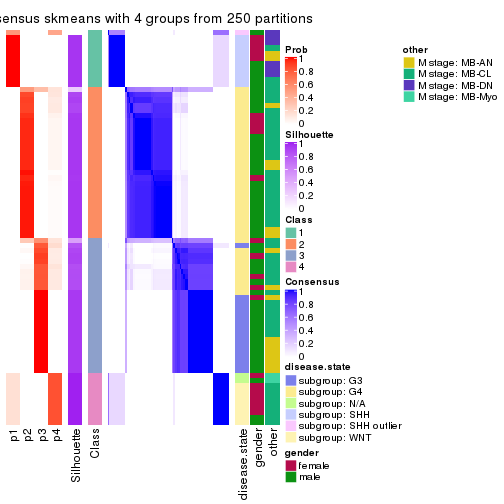 sensus skmeans with 4 groups from 250 partitions
Prob
1
0.8
0.6
0.4
0.2
0
Silhouette
1
0.8
0.6
0.4
0.2
0
Class
1
2
3
4
Consensus
1
0.8
0.6
0.4
0.2
0
disease.state
subgroup: G3
subgroup: G4
subgroup: N/A
subgroup: SHH
subgroup: SHH outlier
subgroup: WNT
gender
female
male
other
M stage: MB-AN
M stage: MB-CL
M stage: MB-DN
M stage: MB-Myo
p1
p2
p3
p4
Silhouette
Class
disease.state
gender
other